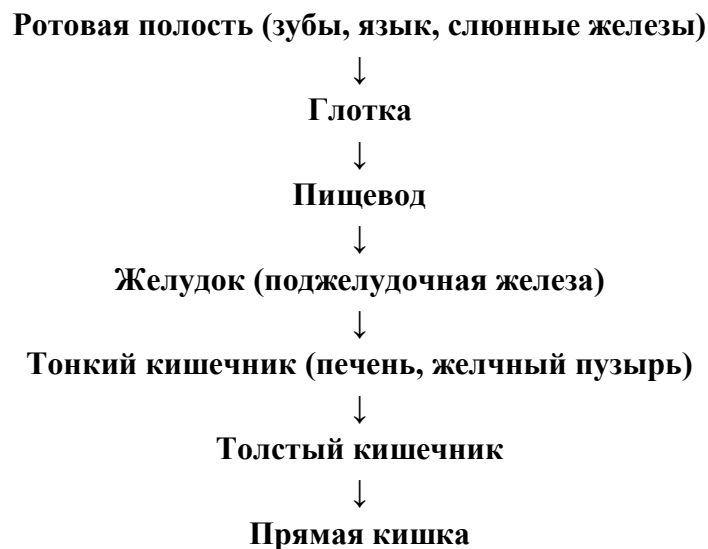 Ротовая полость (зубы, язык, слюнные железы)
↓
Глотка
↓
Пищевод
↓
Желудок (поджелудочная железа)
↓
Тонкий кишечник (печень, желчный пузырь)
↓
Толстый кишечник
↓
Прямая кишка